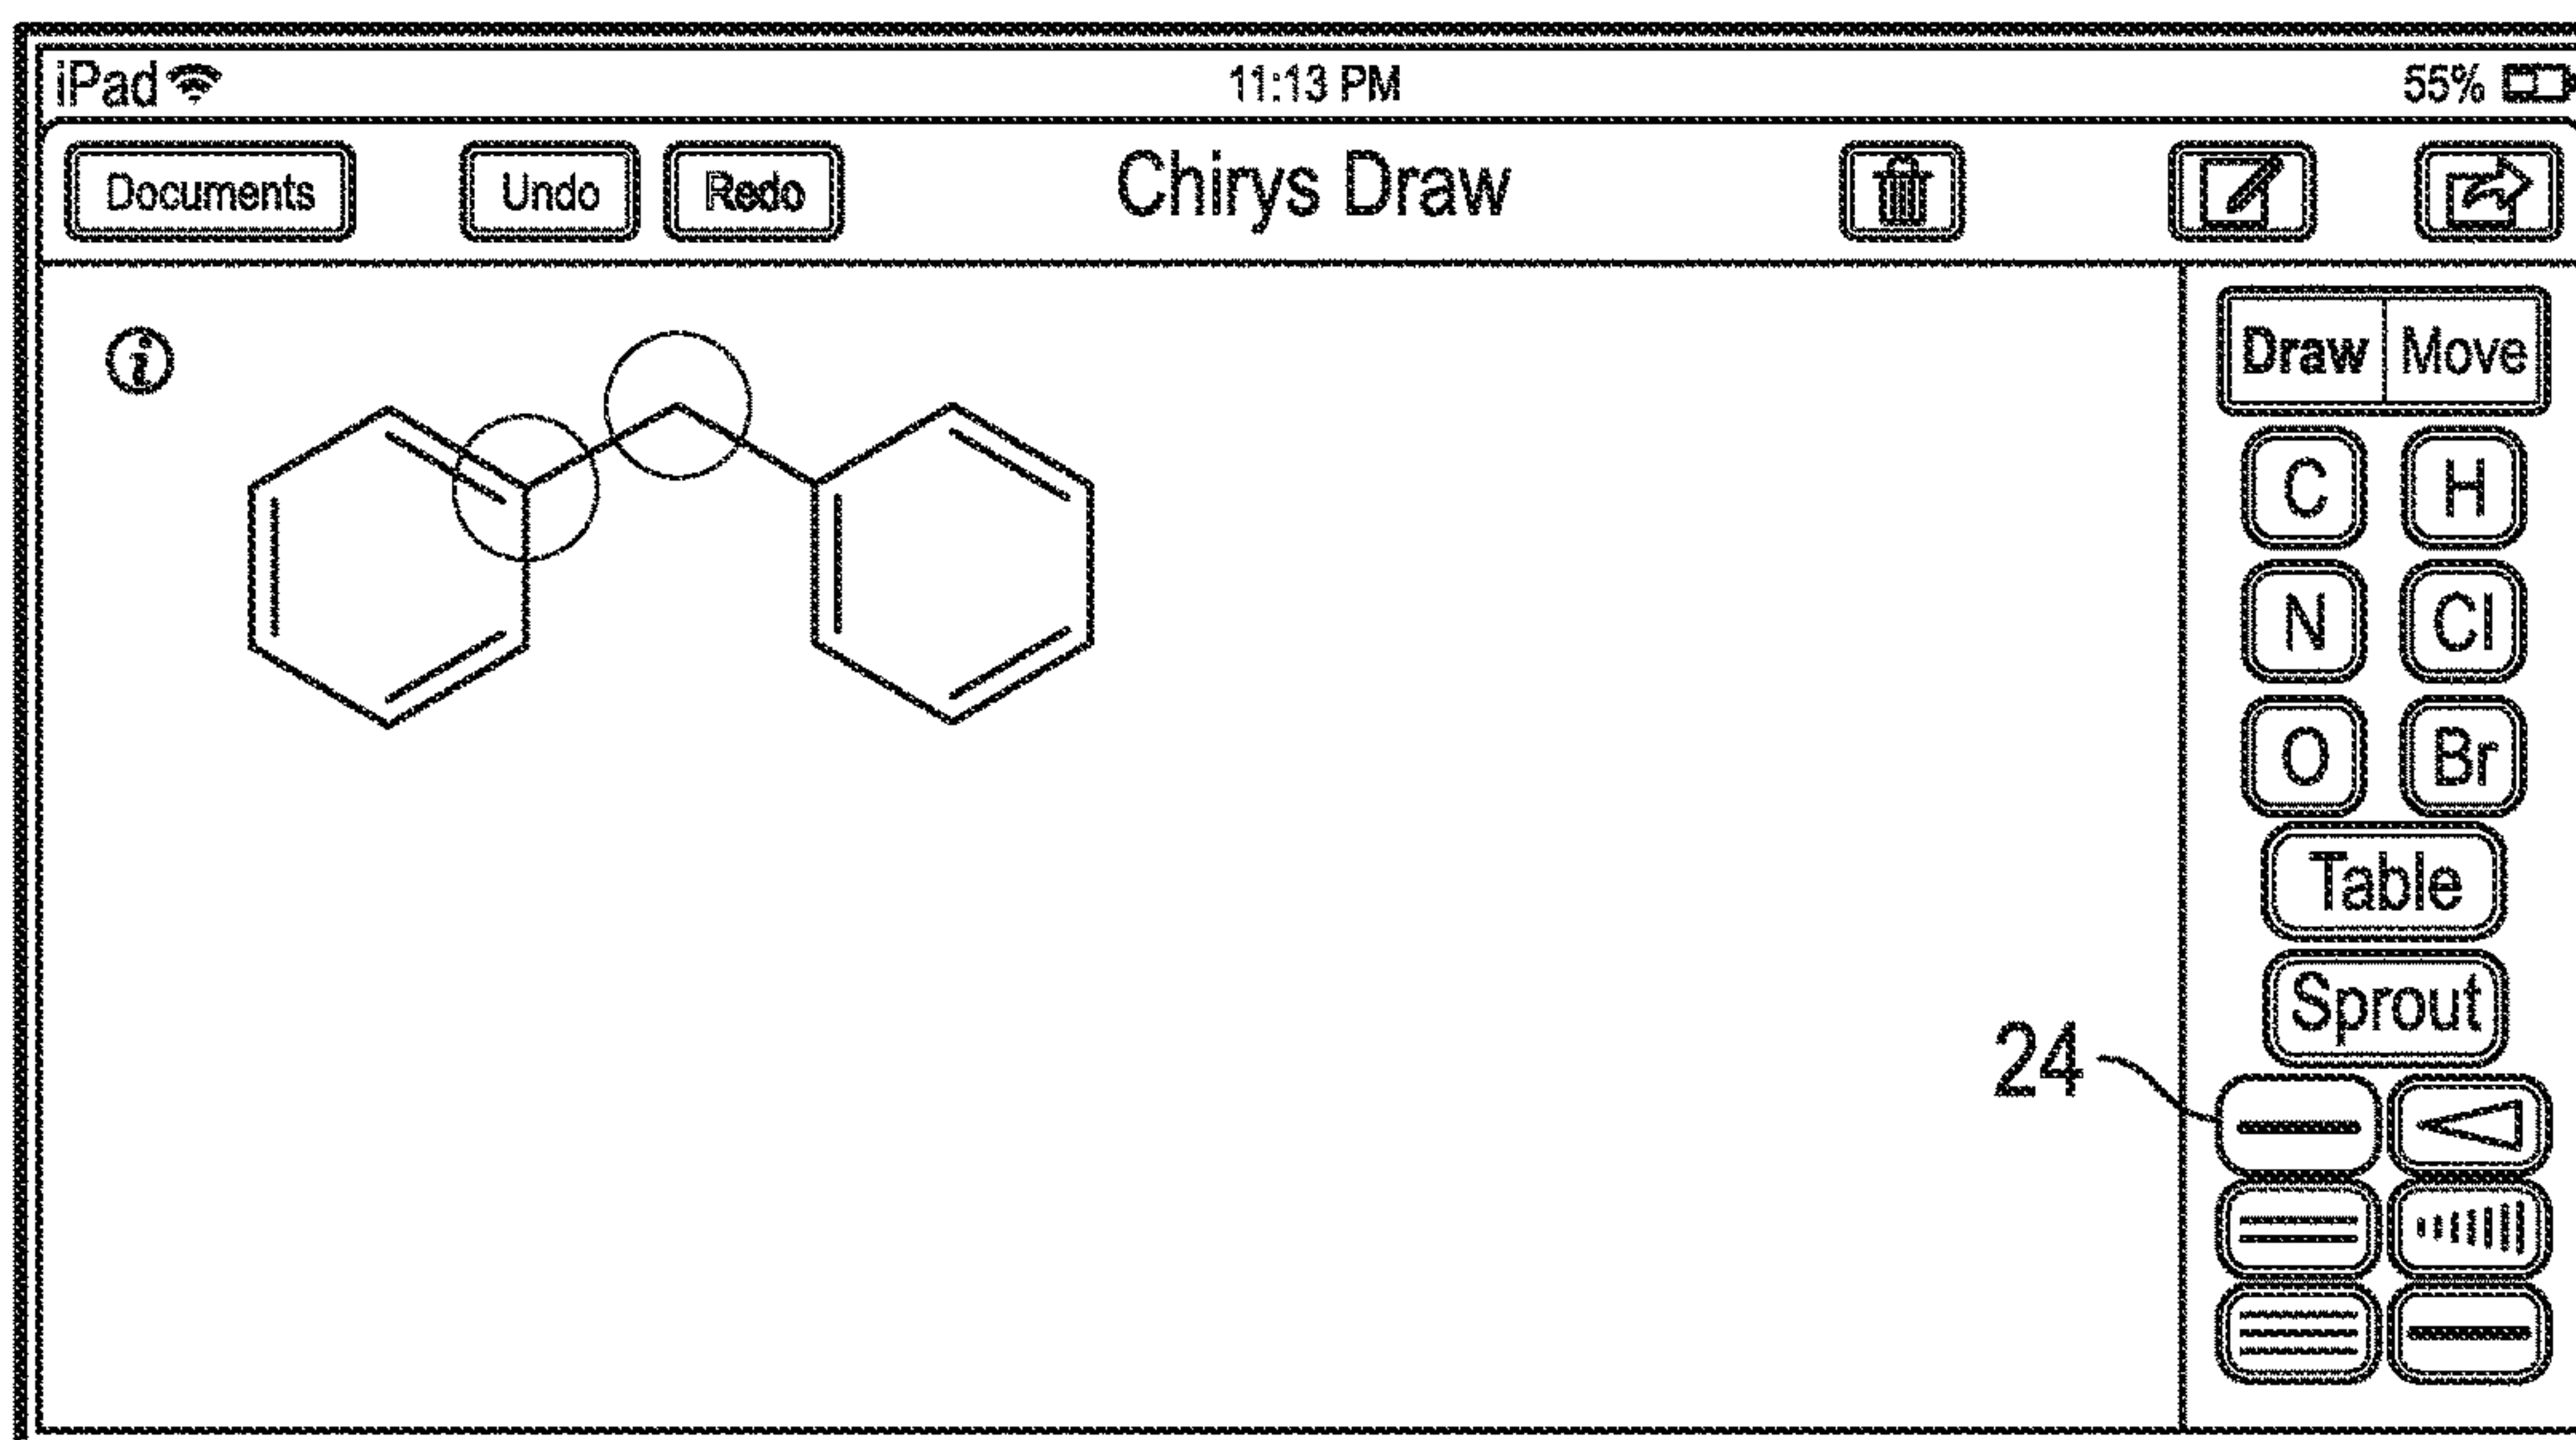 iPad 11:13 PM 55%
Documents Undo Redo Chirys Draw
i
Draw Move
C H
N Cl
O Br
Table
Sprout
24